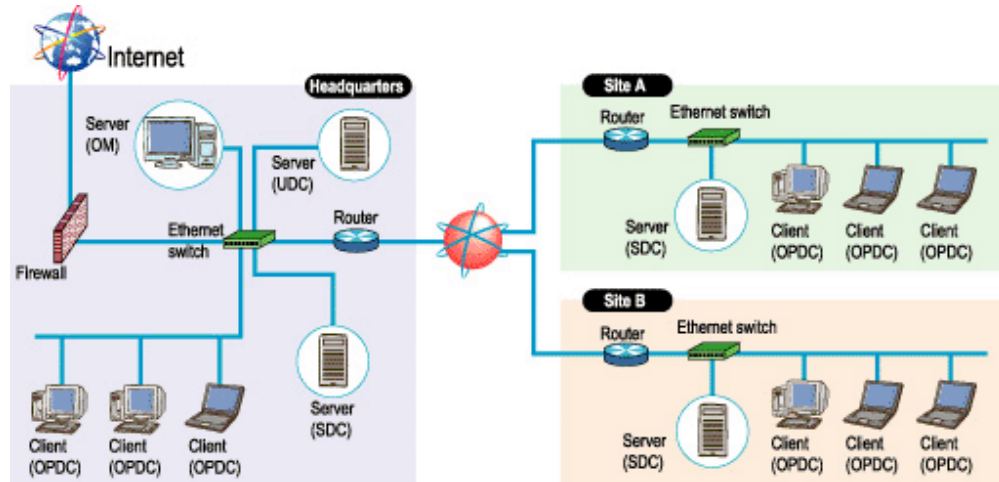 Internet
Headquarters
Server
(OM)
Server
(UDC)
Ethernet
switch
Router
Firewall
Server
(SDC)
Client
(OPDC)
Client
(OPDC)
Client
(OPDC)
Site A
Router
Ethernet switch
Server
(SDC)
Client
(OPDC)
Client
(OPDC)
Client
(OPDC)
Site B
Router
Ethernet switch
Server
(SDC)
Client
(OPDC)
Client
(OPDC)
Client
(OPDC)